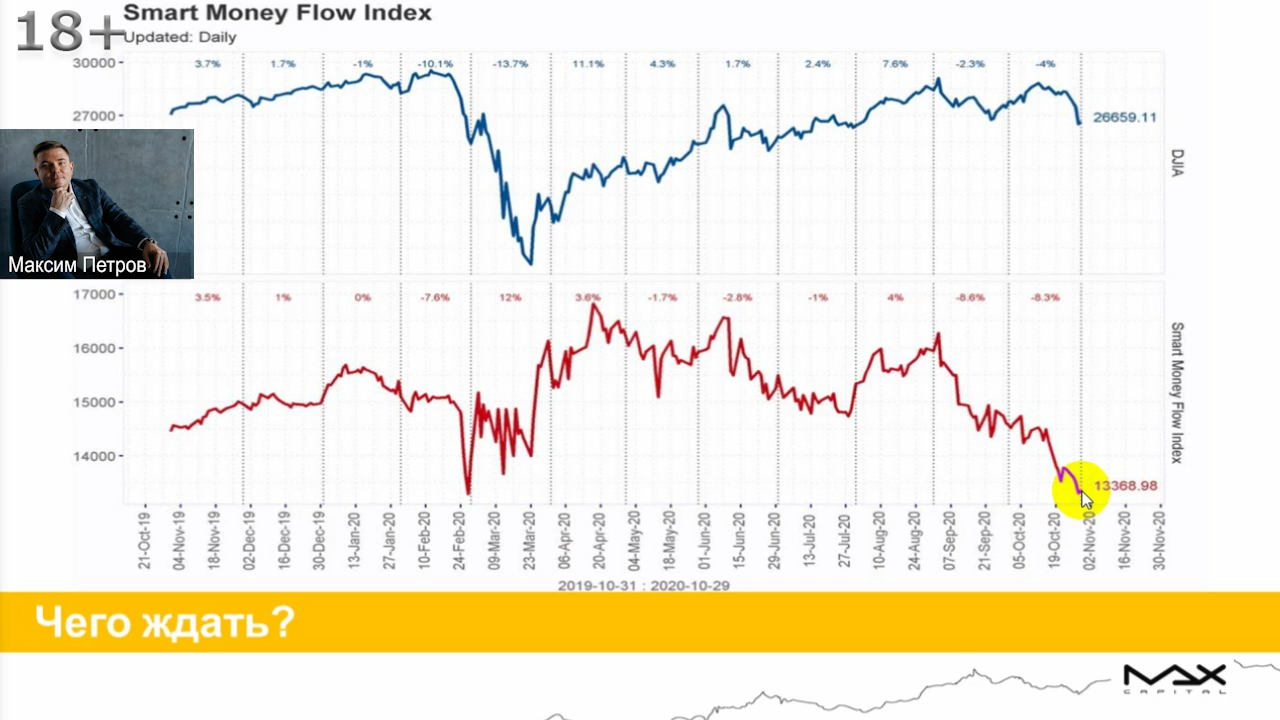 18+
Smart Money Flow Index
Updated: Daily
30000
3.7% 1.7% -1% -10.1% -13.7% 11.1% 4.3% 1.7% 2.4% 7.6% -2.3% -4%
27000
26659.11
DJIA
Максим Петров
17000
3.5% 1% 0% -7.6% 12% 3.6% -1.7% -2.8% -1% 4% -8.6% -8.3%
16000
15000
14000
13368.98
Smart Money Flow Index
21-Oct-19 04-Nov-19 18-Nov-19 02-Dec-19 16-Dec-19 30-Dec-19 13-Jan-20 27-Jan-20 10-Feb-20 24-Feb-20 09-Mar-20 23-Mar-20 06-Apr-20 20-Apr-20 04-May-20 18-May-20 01-Jun-20 15-Jun-20 29-Jun-20 13-Jul-20 27-Jul-20 10-Aug-20 24-Aug-20 07-Sep-20 21-Sep-20 05-Oct-20 19-Oct-20 02-Nov-20 16-Nov-20 30-Nov-20
2019-10-31 : 2020-10-29
Чего ждать?
MAX
CAPITAL